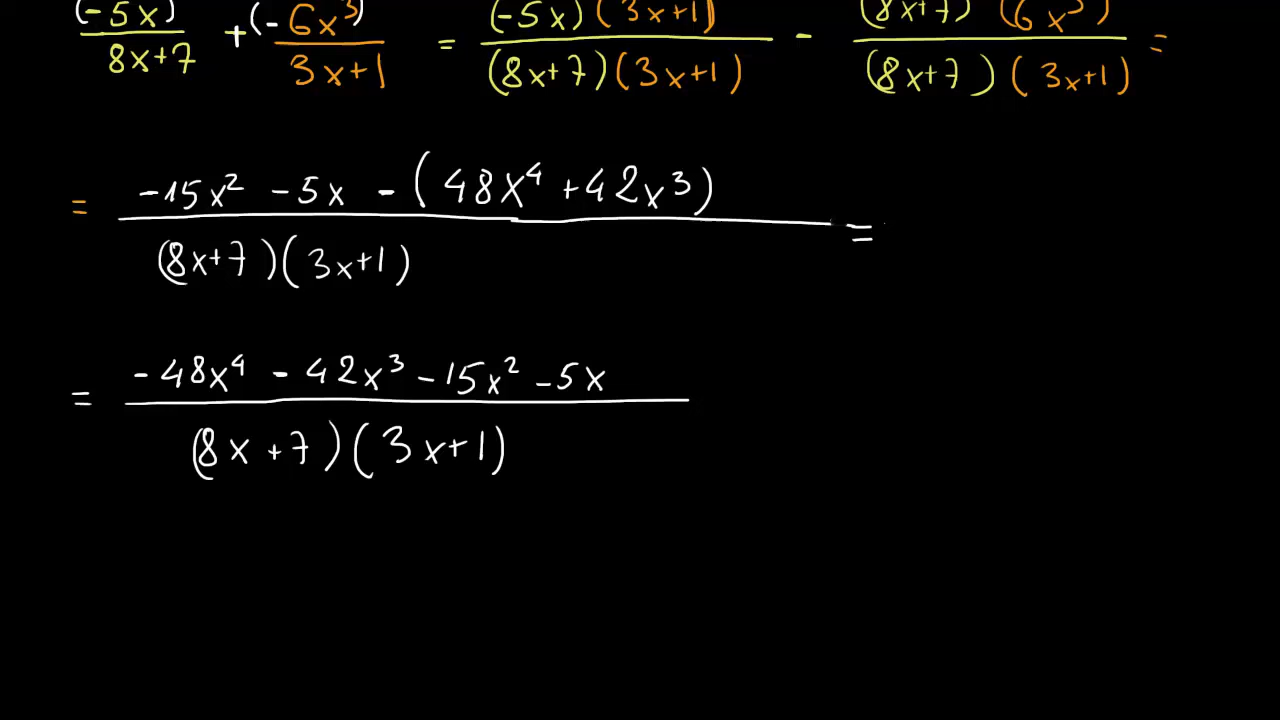 (-5x)/(8x+7) + (-6x³)/(3x+1) = (-5x)(3x+1)/(8x+7)(3x+1) - (8x+7)(6x³)/(8x+7)(3x+1) =
= -15x² -5x -(48x⁴ +42x³)/(8x+7)(3x+1) =
= -48x⁴ - 42x³ - 15x² - 5x/(8x+7)(3x+1)